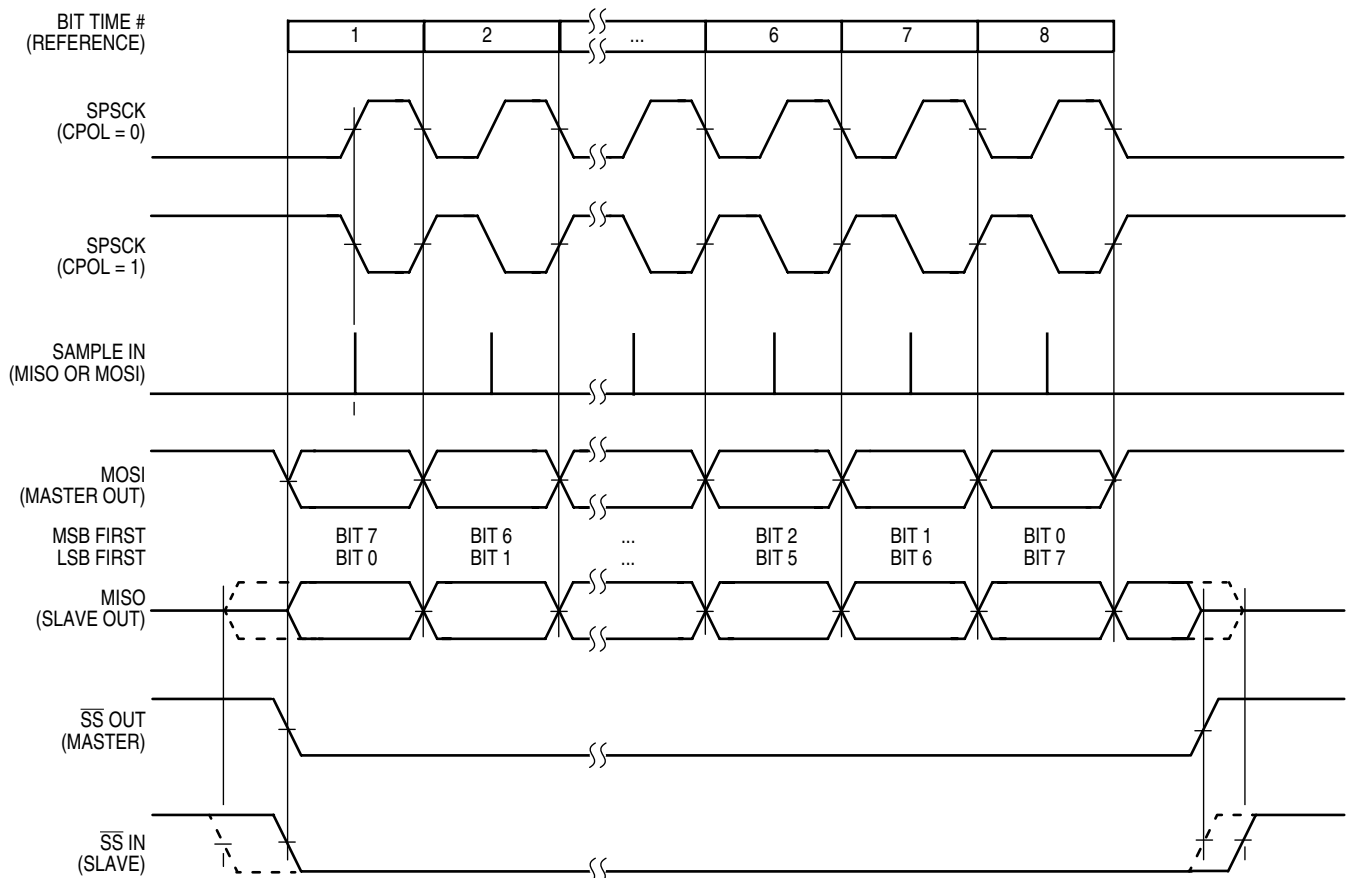 BIT TIME #
(REFERENCE)
1 2 ... 6 7 8
SPSCK
(CPOL = 0)
SPSCK
(CPOL = 1)
SAMPLE IN
(MISO OR MOSI)
MOSI
(MASTER OUT)
MSB FIRST BIT 7 BIT 6 ... BIT 2 BIT 1 BIT 0
LSB FIRST BIT 0 BIT 1 ... BIT 5 BIT 6 BIT 7
MISO
(SLAVE OUT)
S̅S̅ OUT
(MASTER)
S̅S̅ IN
(SLAVE)